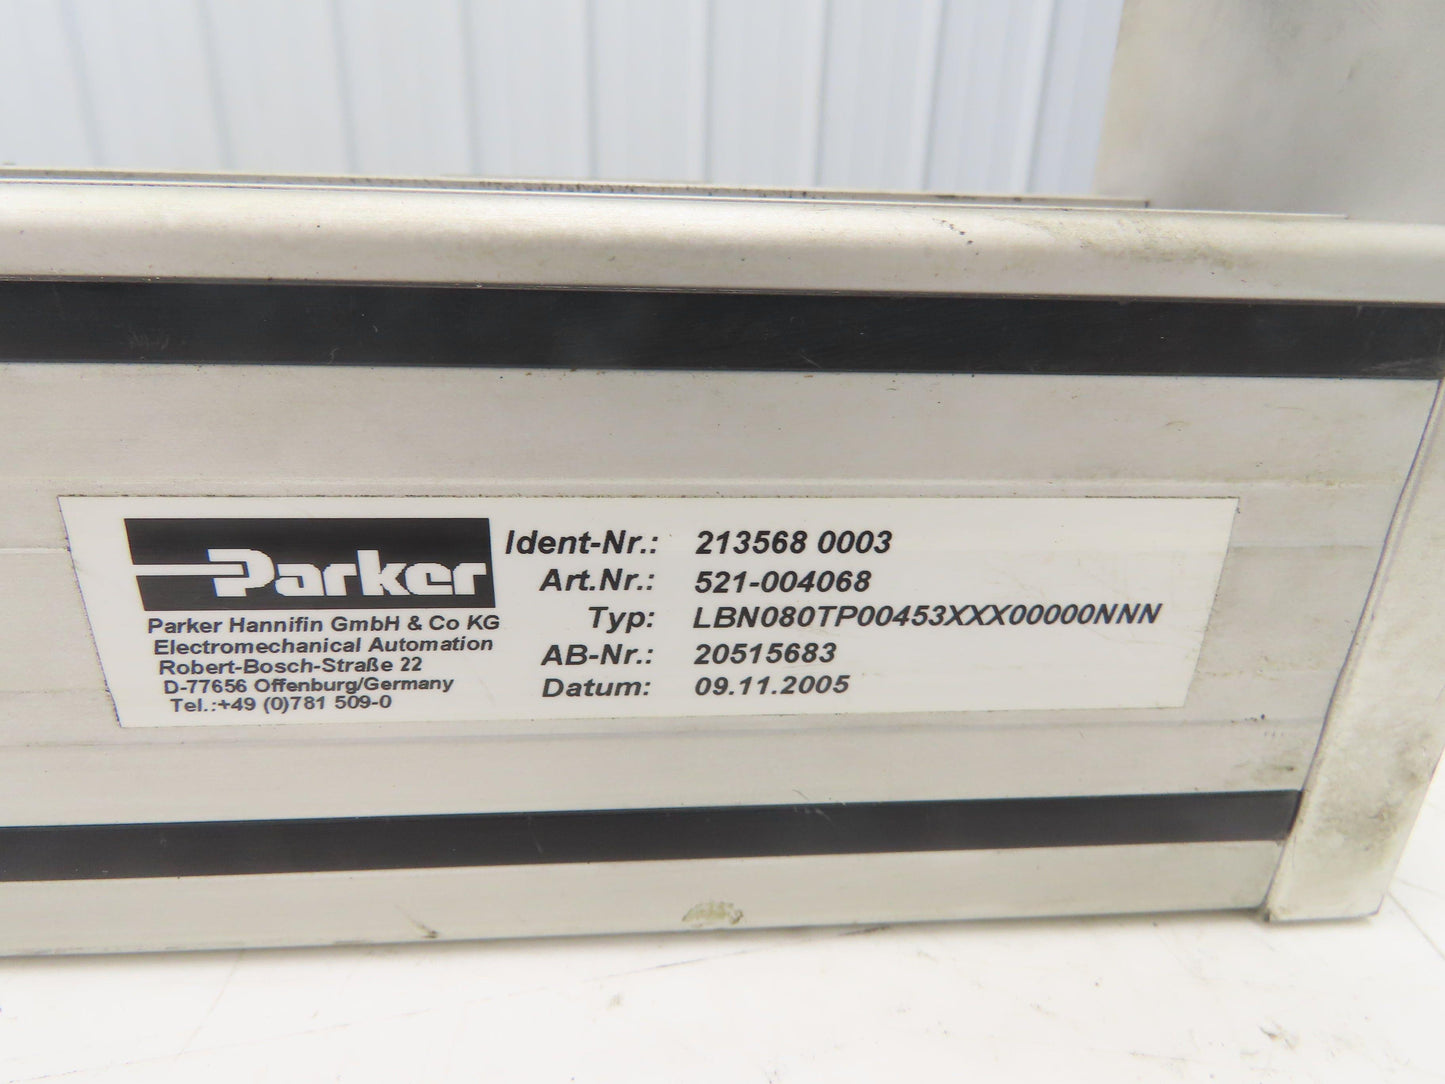 Parker
Parker Hannifin GmbH & Co KG
Electromechanical Automation
Robert-Bosch-Straße 22
D-77656 Offenburg/Germany
Tel.:+49 (0)781 509-0
Ident-Nr.: 213568 0003
Art.Nr.: 521-004068
Typ: LBN080TP00453XXX00000NNN
AB-Nr.: 20515683
Datum: 09.11.2005